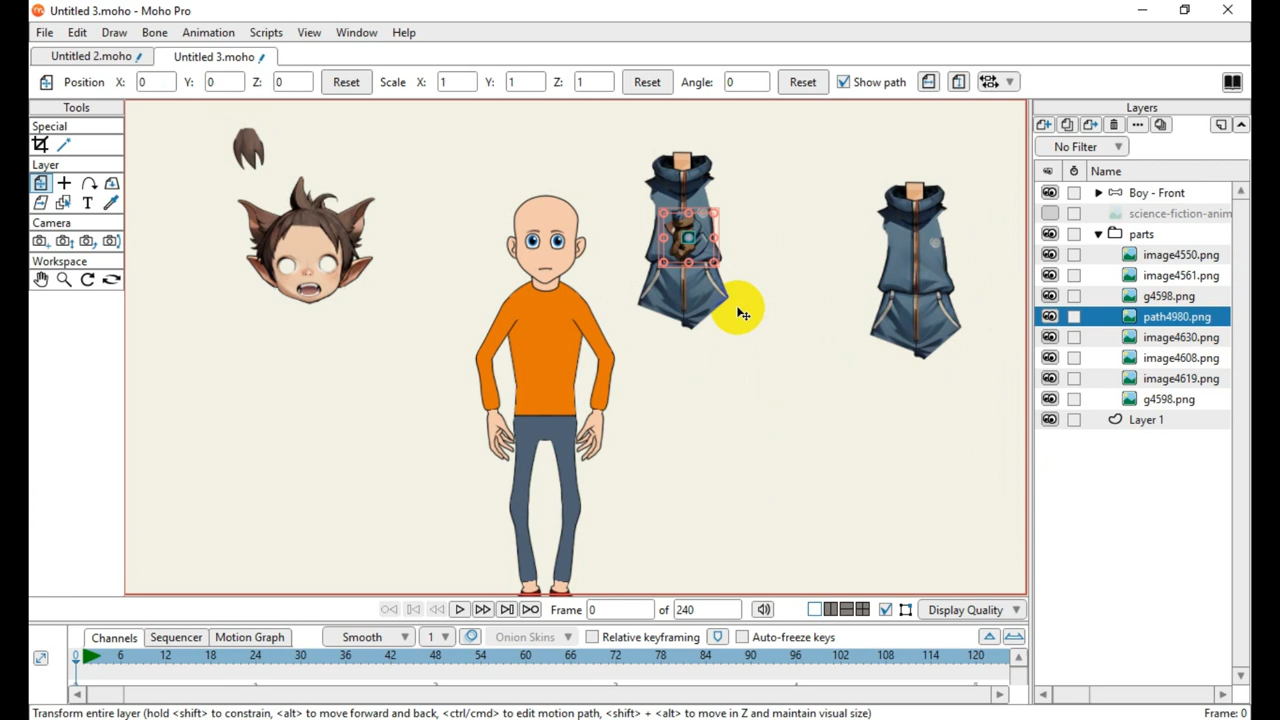 Untitled 3.moho - Moho Pro
File Edit Draw Bone Animation Scripts View Window Help
Untitled 2.moho Untitled 3.moho
Position X: 0 Y: 0 Z: 0 Reset Scale X: 1 Y: 1 Z: 1 Reset Angle: 0 Reset Show path
Tools
Special
Layer
T
Camera
Workspace
Layers
No Filter
Name
Boy - Front
science-fiction-anim
parts
image4550.png
image4561.png
g4598.png
path4980.png
image4630.png
image4608.png
image4619.png
g4598.png
Layer 1
Frame 0 of 240 Display Quality
Channels Sequencer Motion Graph Smooth 1 Onion Skins Relative keyframing Auto-freeze keys
0 6 12 18 24 30 36 42 48 54 60 66 72 78 84 90 96 102 108 114 120
Transform entire layer (hold <shift> to constrain, <alt> to move forward and back, <ctrl/cmd> to edit motion path, <shift> + <alt> to move in Z and maintain visual size) Frame: 0